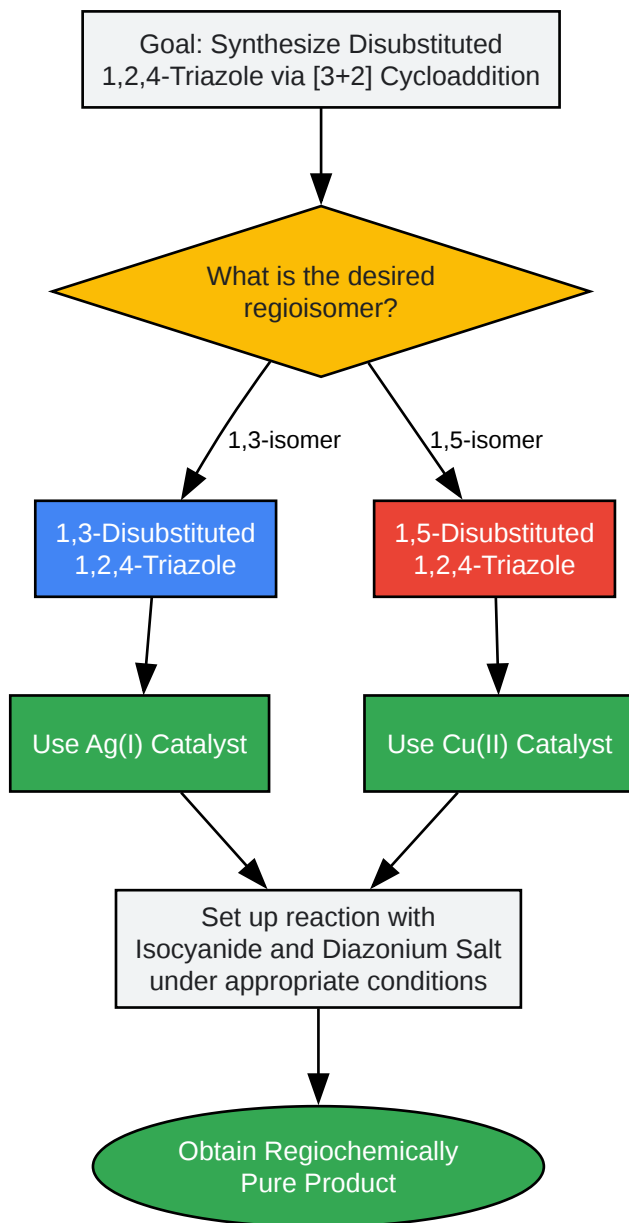 Goal: Synthesize Disubstituted
1,2,4-Triazole via [3+2] Cycloaddition
What is the desired
regioisomer?
1,3-isomer
1,5-isomer
1,3-Disubstituted
1,2,4-Triazole
1,5-Disubstituted
1,2,4-Triazole
Use Ag(I) Catalyst
Use Cu(II) Catalyst
Set up reaction with
Isocyanide and Diazonium Salt
under appropriate conditions
Obtain Regiochemically
Pure Product